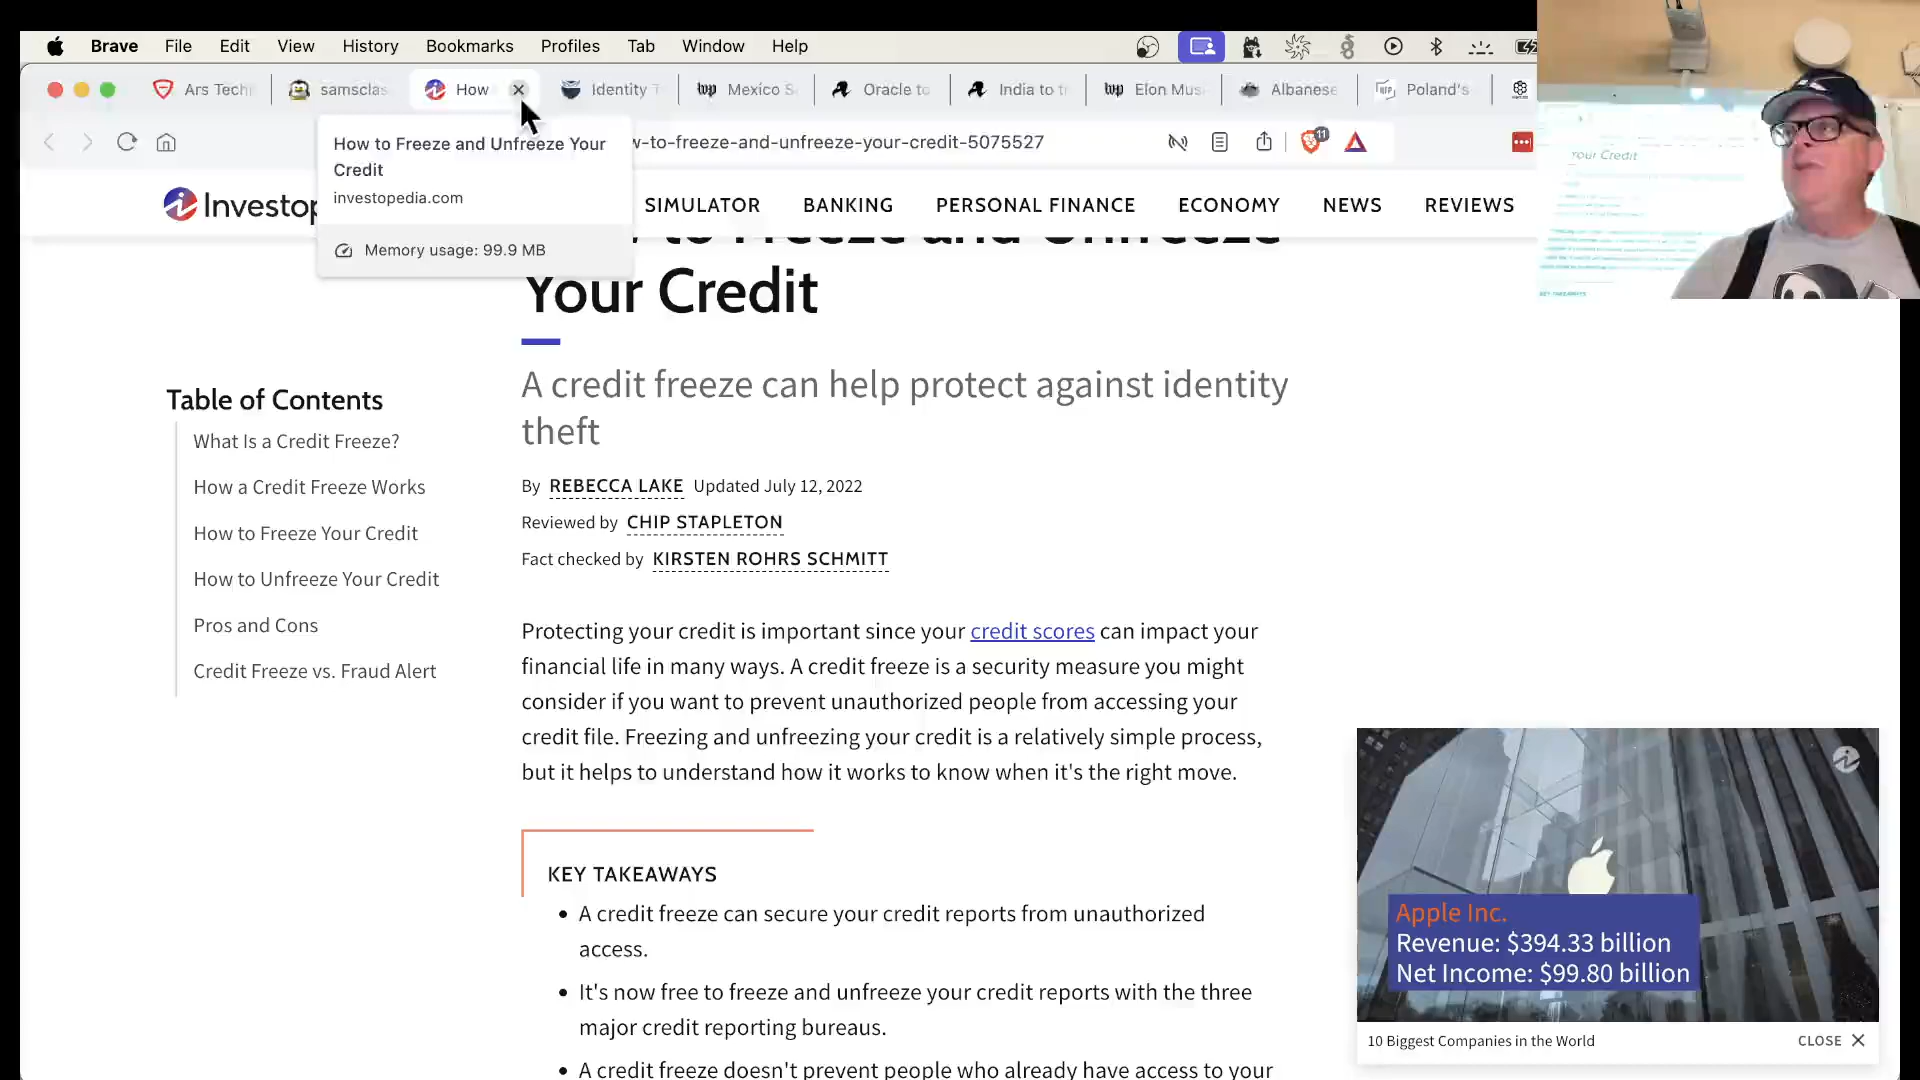 Brave File Edit View History Bookmarks Profiles Tab Window Help
Ars Techn
samsclas
How
Identity T
Mexico S
Oracle to
India to tr
Elon Mus
Albanese
Poland's
w-to-freeze-and-unfreeze-your-credit-5075527
11
How to Freeze and Unfreeze Your
Credit
investopedia.com
Memory usage: 99.9 MB
Investop
SIMULATOR BANKING PERSONAL FINANCE ECONOMY NEWS REVIEWS
to Freeze and Unfreeze
Your Credit
A credit freeze can help protect against identity
theft
By REBECCA LAKE Updated July 12, 2022
Reviewed by CHIP STAPLETON
Fact checked by KIRSTEN ROHRS SCHMITT
Table of Contents
What Is a Credit Freeze?
How a Credit Freeze Works
How to Freeze Your Credit
How to Unfreeze Your Credit
Pros and Cons
Credit Freeze vs. Fraud Alert
Protecting your credit is important since your credit scores can impact your
financial life in many ways. A credit freeze is a security measure you might
consider if you want to prevent unauthorized people from accessing your
credit file. Freezing and unfreezing your credit is a relatively simple process,
but it helps to understand how it works to know when it's the right move.
KEY TAKEAWAYS
• A credit freeze can secure your credit reports from unauthorized
access.
• It's now free to freeze and unfreeze your credit reports with the three
major credit reporting bureaus.
• A credit freeze doesn't prevent people who already have access to your
Your Credit
KEY TAKEAWAYS
Apple Inc.
Revenue: $394.33 billion
Net Income: $99.80 billion
10 Biggest Companies in the World
CLOSE